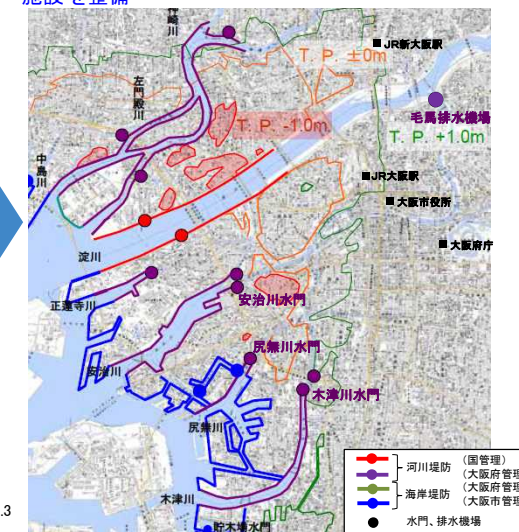 施設を整備
神崎川
T. P. ±0m
■JR新大阪駅
左門殿川
毛馬排水機場
T. P. -1.0m
T. P. +1.0m
中島川
■JR大阪駅
■大阪市役所
■大阪府庁
淀川
正蓮寺川
安治川水門
尻無川水門
安治川
木津川水門
尻無川
木津川
貯木場水門
河川堤防 (国管理)
(大阪府管理
海岸堤防 (大阪府管理
(大阪市管理
水門、排水機場
.3